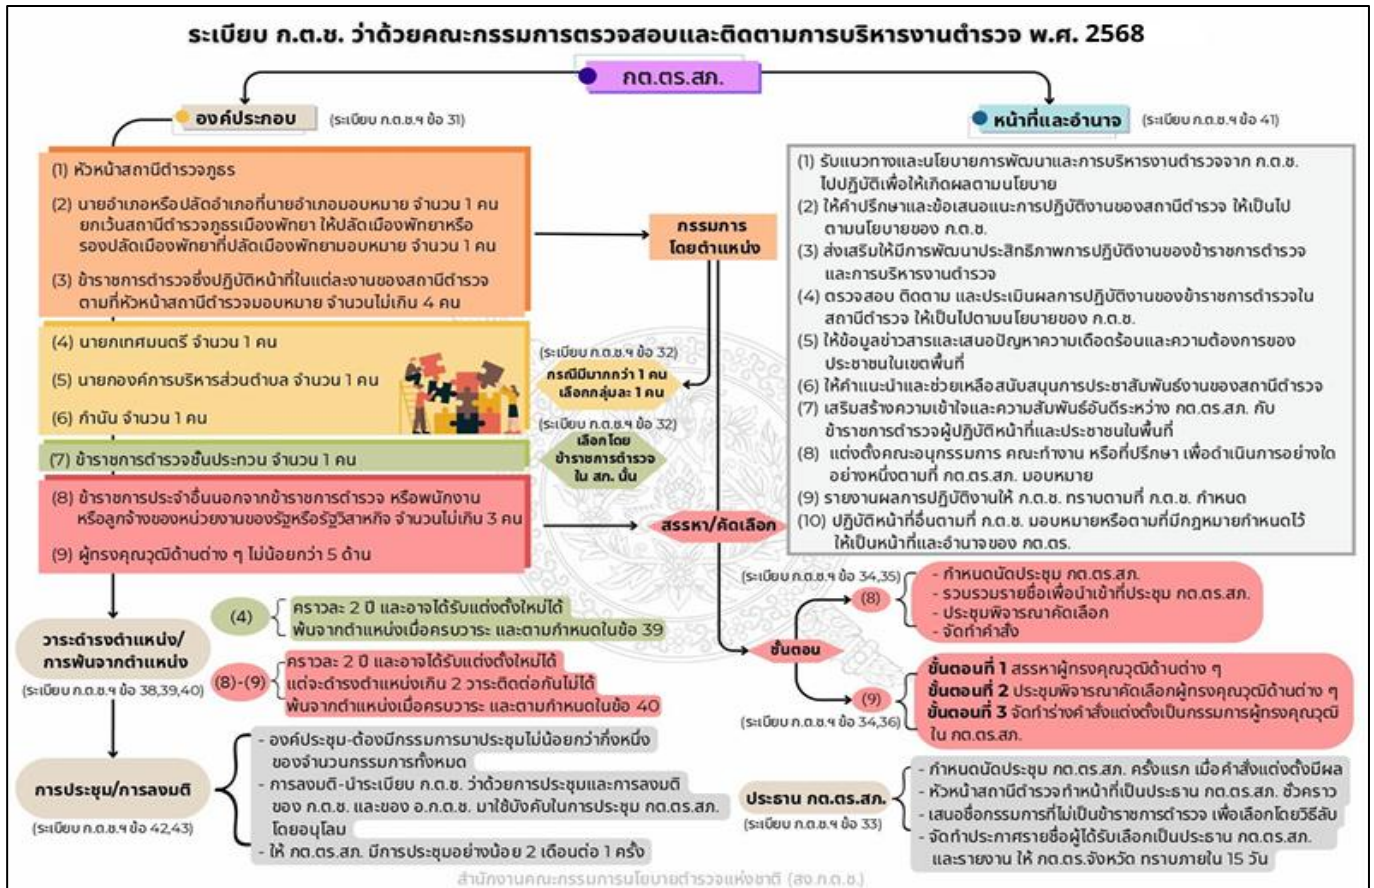 ระเบียบ ก.ต.ช. ว่าด้วยคณะกรรมการตรวจสอบและติดตามการบริหารงานตำรวจ พ.ศ. 2568
กต.ตร.สภ.
องค์ประกอบ
(ระเบียบ ก.ต.ช.ฯ ข้อ 31)
(1) หัวหน้าสถานีตำรวจภูธร
(2) นายอำเภอหรือปลัดอำเภอที่นายอำเภอมอบหมาย จำนวน 1 คน
ยกเว้นสถานีตำรวจภูธรเมืองพัทยา ให้ปลัดเมืองพัทยาหรือ
รองปลัดเมืองพัทยาที่ปลัดเมืองพัทยามอบหมาย จำนวน 1 คน
(3) ข้าราชการตำรวจซึ่งปฏิบัติหน้าที่ในแต่ละงานของสถานีตำรวจ
ตามที่หัวหน้าสถานีตำรวจมอบหมาย จำนวนไม่เกิน 4 คน
กรรมการ
โดยตำแหน่ง
(4) นายกเทศมนตรี จำนวน 1 คน
(5) นายกองค์การบริหารส่วนตำบล จำนวน 1 คน
(6) กำนัน จำนวน 1 คน
(ระเบียบ ก.ต.ช.ฯ ข้อ 32)
กรณีมีมากกว่า 1 คน
เลือกกลุ่มละ 1 คน
(7) ข้าราชการตำรวจชั้นประทวน จำนวน 1 คน
(ระเบียบ ก.ต.ช.ฯ ข้อ 32)
เลือกโดย
ข้าราชการตำรวจ
ใน สภ. นั้น
(8) ข้าราชการประจำอื่นนอกจากข้าราชการตำรวจ หรือพนักงาน
หรือลูกจ้างของหน่วยงานของรัฐหรือรัฐวิสาหกิจ จำนวนไม่เกิน 3 คน
(9) ผู้ทรงคุณวุฒิด้านต่าง ๆ ไม่น้อยกว่า 5 ด้าน
สรรหา/คัดเลือก
หน้าที่และอำนาจ
(ระเบียบ ก.ต.ช.ฯ ข้อ 41)
(1) รับแนวทางและนโยบายการพัฒนาและการบริหารงานตำรวจจาก ก.ต.ช.
ไปปฏิบัติเพื่อให้เกิดผลตามนโยบาย
(2) ให้คำปรึกษาและข้อเสนอแนะการปฏิบัติงานของสถานีตำรวจ ให้เป็นไป
ตามนโยบายของ ก.ต.ช.
(3) ส่งเสริมให้มีการพัฒนาประสิทธิภาพการปฏิบัติงานของข้าราชการตำรวจ
และการบริหารงานตำรวจ
(4) ตรวจสอบ ติดตาม และประเมินผลการปฏิบัติงานของข้าราชการตำรวจใน
สถานีตำรวจ ให้เป็นไปตามนโยบายของ ก.ต.ช.
(5) ให้ข้อมูลข่าวสารและเสนอปัญหาความเดือดร้อนและความต้องการของ
ประชาชนในเขตพื้นที่
(6) ให้คำแนะนำและช่วยเหลือสนับสนุนการประชาสัมพันธ์งานของสถานีตำรวจ
(7) เสริมสร้างความเข้าใจและความสัมพันธ์อันดีระหว่าง กต.ตร.สภ. กับ
ข้าราชการตำรวจผู้ปฏิบัติหน้าที่และประชาชนในพื้นที่
(8) แต่งตั้งคณะอนุกรรมการ คณะทำงาน หรือที่ปรึกษา เพื่อดำเนินการอย่างใด
อย่างหนึ่งตามที่ กต.ตร.สภ. มอบหมาย
(9) รายงานผลการปฏิบัติงานให้ ก.ต.ช. ทราบตามที่ ก.ต.ช. กำหนด
(10) ปฏิบัติหน้าที่อื่นตามที่ ก.ต.ช. มอบหมายหรือตามที่มีกฎหมายกำหนดไว้
ให้เป็นหน้าที่และอำนาจของ กต.ตร.
วาระดำรงตำแหน่ง/
การพ้นจากตำแหน่ง
(ระเบียบ ก.ต.ช.ฯ ข้อ 38,39,40)
(4)
คราวละ 2 ปี และอาจได้รับแต่งตั้งใหม่ได้
พ้นจากตำแหน่งเมื่อครบวาระ และตามกำหนดในข้อ 39
(8)-(9)
คราวละ 2 ปี และอาจได้รับแต่งตั้งใหม่ได้
แต่จะดำรงตำแหน่งเกิน 2 วาระติดต่อกันไม่ได้
พ้นจากตำแหน่งเมื่อครบวาระ และตามกำหนดในข้อ 40
ขั้นตอน
(ระเบียบ ก.ต.ช.ฯ ข้อ 34,35)
(8)
- กำหนดนัดประชุม กต.ตร.สภ.
- รวบรวมรายชื่อเพื่อนำเข้าที่ประชุม กต.ตร.สภ.
- ประชุมพิจารณาคัดเลือก
- จัดทำคำสั่ง
(9)
(ระเบียบ ก.ต.ช.ฯ ข้อ 34,36)
ขั้นตอนที่ 1 สรรหาผู้ทรงคุณวุฒิด้านต่าง ๆ
ขั้นตอนที่ 2 ประชุมพิจารณาคัดเลือกผู้ทรงคุณวุฒิด้านต่าง ๆ
ขั้นตอนที่ 3 จัดทำร่างคำสั่งแต่งตั้งเป็นกรรมการผู้ทรงคุณวุฒิ
ใน กต.ตร.สภ.
การประชุม/การลงมติ
(ระเบียบ ก.ต.ช.ฯ ข้อ 42,43)
- องค์ประชุม-ต้องมีกรรมการมาประชุมไม่น้อยกว่ากึ่งหนึ่ง
ของจำนวนกรรมการทั้งหมด
- การลงมติ-นำระเบียบ ก.ต.ช. ว่าด้วยการประชุมและการลงมติ
ของ ก.ต.ช. และของ อ.ก.ต.ช. มาใช้บังคับในการประชุม กต.ตร.สภ.
โดยอนุโลม
- ให้ กต.ตร.สภ. มีการประชุมอย่างน้อย 2 เดือนต่อ 1 ครั้ง
ประธาน กต.ตร.สภ.
(ระเบียบ ก.ต.ช.ฯ ข้อ 33)
- กำหนดนัดประชุม กต.ตร.สภ. ครั้งแรก เมื่อคำสั่งแต่งตั้งมีผล
- หัวหน้าสถานีตำรวจทำหน้าที่เป็นประธาน กต.ตร.สภ. ชั่วคราว
- เสนอชื่อกรรมการที่ไม่เป็นข้าราชการตำรวจ เพื่อเลือกโดยวิธีลับ
- จัดทำประกาศรายชื่อผู้ได้รับเลือกเป็นประธาน กต.ตร.สภ.
และรายงาน ให้ กต.ตร.จังหวัด ทราบภายใน 15 วัน
สำนักงานคณะกรรมการนโยบายตำรวจแห่งชาติ (สง.ก.ต.ช.)